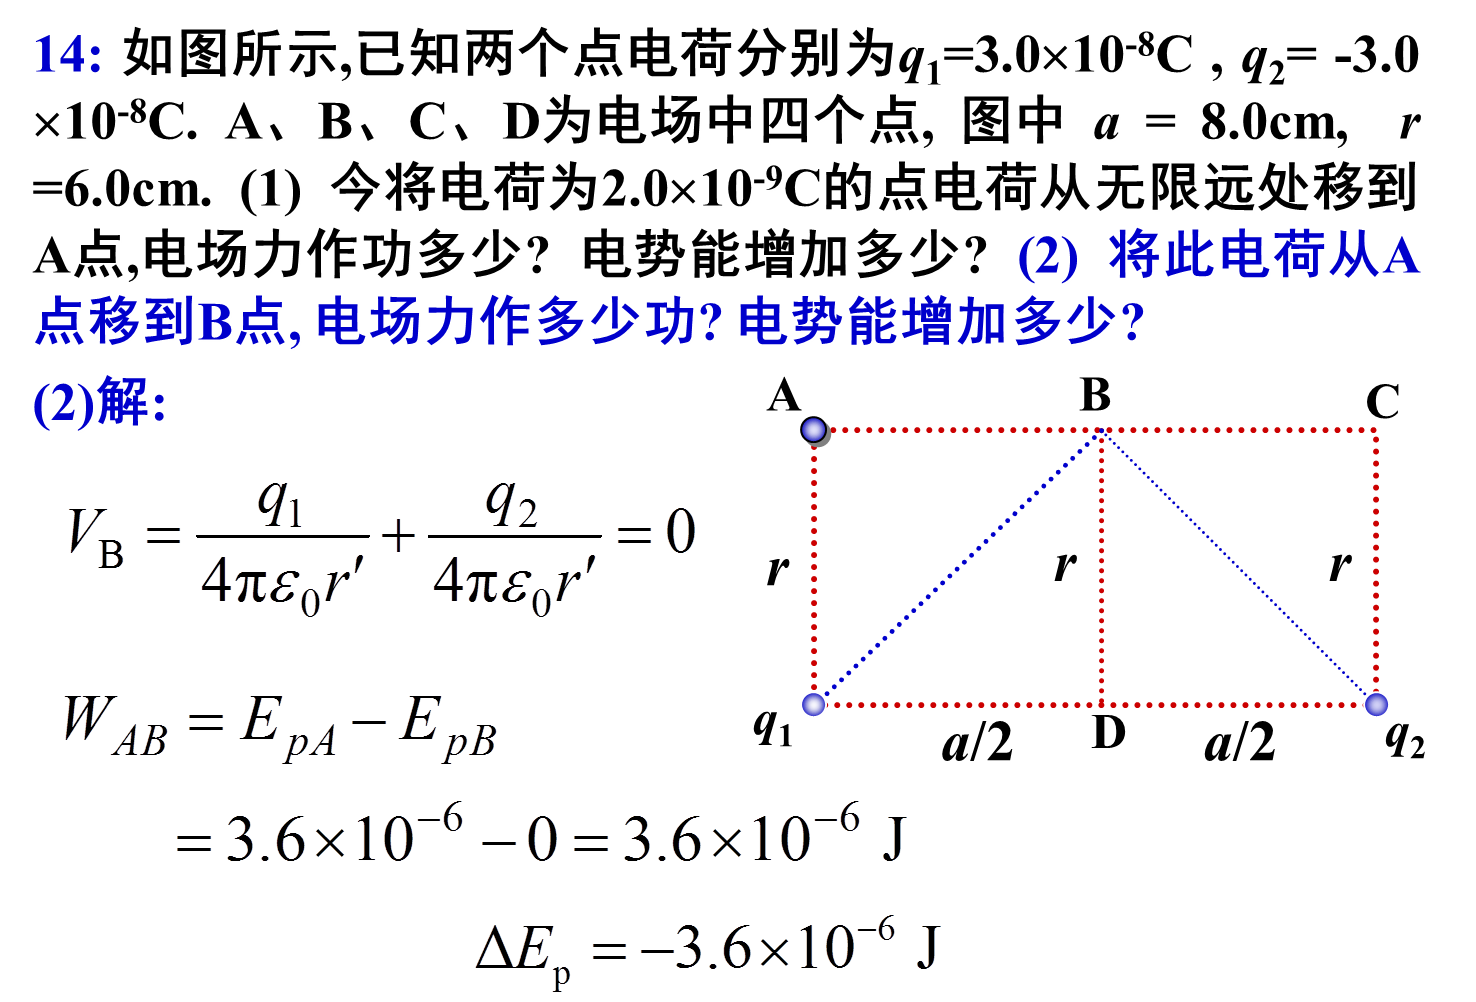 14: 如图所示,已知两个点电荷分别为q₁=3.0×10⁻⁸C , q₂= -3.0
×10⁻⁸C. A、B、C、D为电场中四个点, 图中 a = 8.0cm, r
=6.0cm. (1) 今将电荷为2.0×10⁻⁹C的点电荷从无限远处移到
A点,电场力作功多少? 电势能增加多少? (2) 将此电荷从A
点移到B点, 电场力作多少功? 电势能增加多少?
(2)解:
A B C
V_B = q₁/(4πε₀r′) + q₂/(4πε₀r′) = 0
r r r
q₁ a/2 D a/2 q₂
W_AB = E_pA − E_pB
= 3.6×10⁻⁶ − 0 = 3.6×10⁻⁶ J
ΔE_p = −3.6×10⁻⁶ J